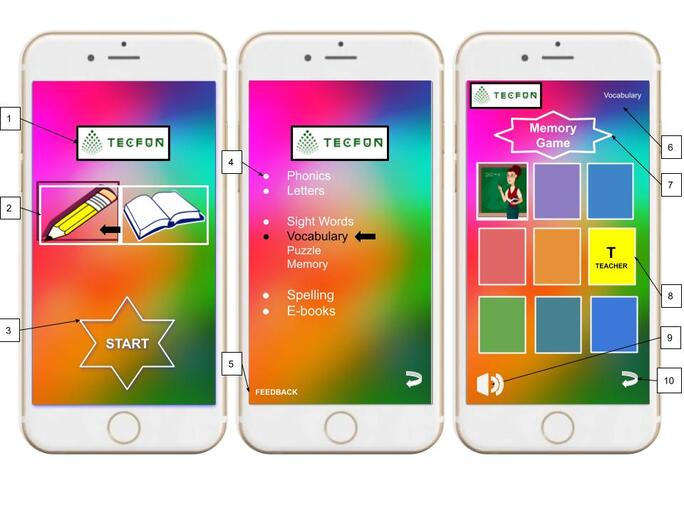 1
2
3
TECFUN
START
4
5
TECFUN
Phonics
Letters
Sight Words
Vocabulary
Puzzle
Memory
Spelling
E-books
FEEDBACK
TECFUN
Vocabulary
Memory
Game
T
TEACHER
6
7
8
9
10